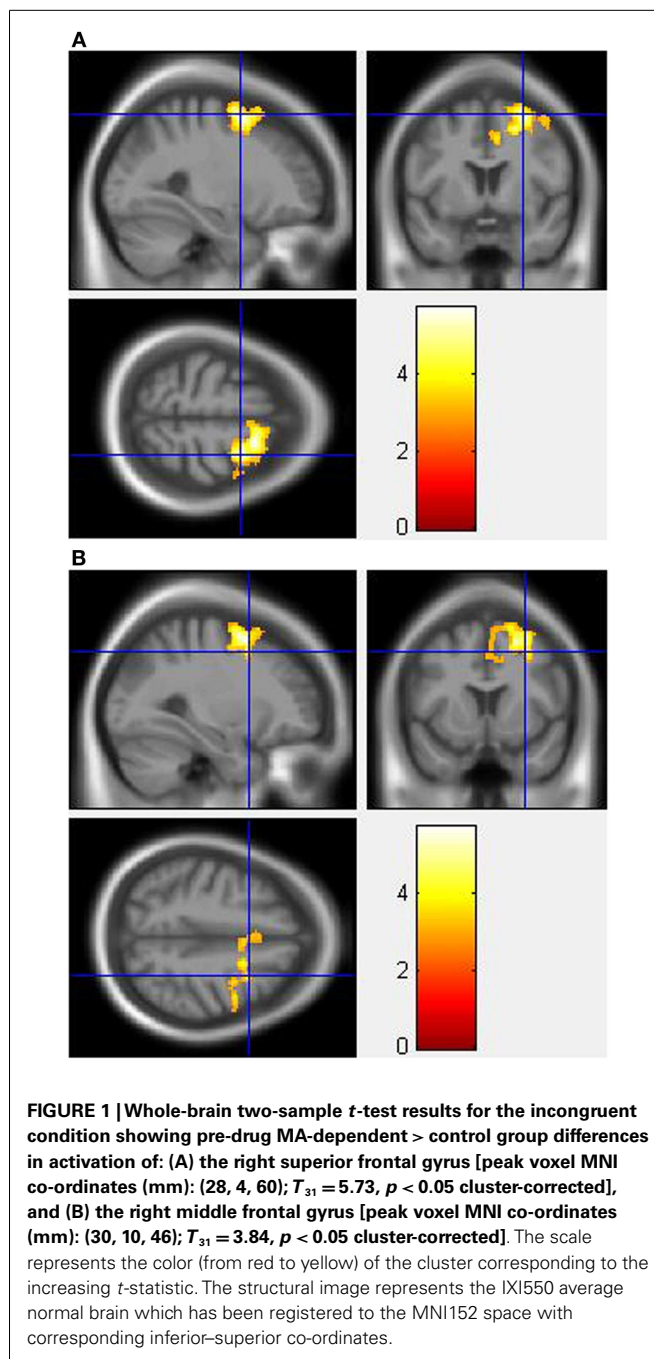 A
4
2
0
B
4
2
0
FIGURE 1 | Whole-brain two-sample t-test results for the incongruent
condition showing pre-drug MA-dependent > control group differences
in activation of: (A) the right superior frontal gyrus [peak voxel MNI
co-ordinates (mm): (28, 4, 60); T31 = 5.73, p < 0.05 cluster-corrected],
and (B) the right middle frontal gyrus [peak voxel MNI co-ordinates
(mm): (30, 10, 46); T31 = 3.84, p < 0.05 cluster-corrected]. The scale
represents the color (from red to yellow) of the cluster corresponding to the
increasing t-statistic. The structural image represents the IXI550 average
normal brain which has been registered to the MNI152 space with
corresponding inferior–superior co-ordinates.